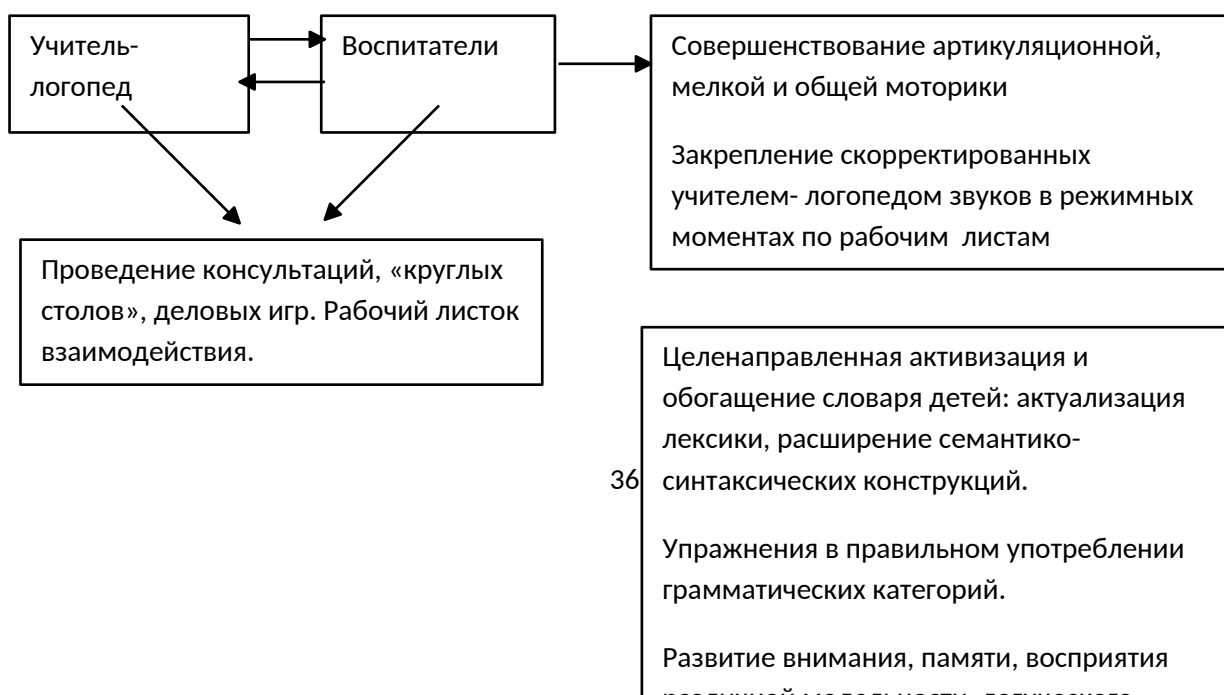 Учитель-
логопед
Воспитатели
Совершенствование артикуляционной,
мелкой и общей моторики
Закрепление скорректированных
учителем- логопедом звуков в режимных
моментах по рабочим листам
Проведение консультаций, «круглых
столов», деловых игр. Рабочий листок
взаимодействия.
Целенаправленная активизация и
обогащение словаря детей: актуализация
лексики, расширение семантико-
синтаксических конструкций.
36
Упражнения в правильном употреблении
грамматических категорий.
Развитие внимания, памяти, восприятия